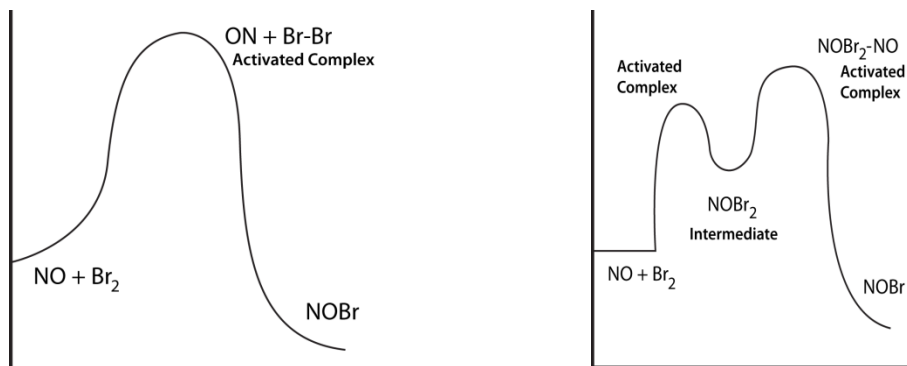 ON + Br-Br
Activated Complex
NO + Br₂
NOBr
Activated
Complex
NOBr₂-NO
Activated
Complex
NOBr₂
Intermediate
NO + Br₂
NOBr